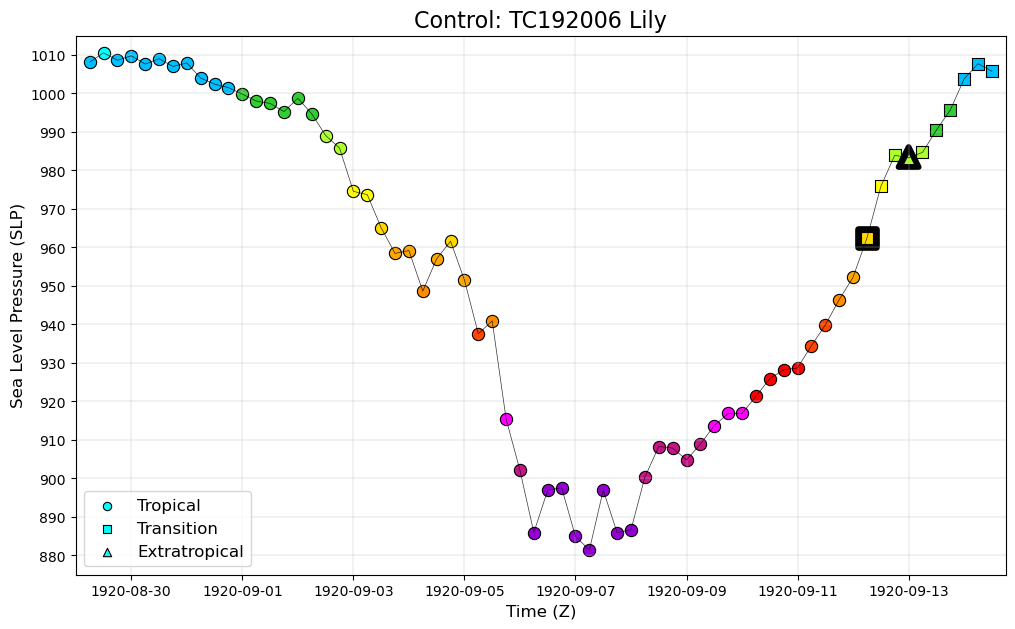 Control: TC192006 Lily
1010
1000
990
980
970
960
950
940
930
920
910
900
890
880
Sea Level Pressure (SLP)
Tropical
Transition
Extratropical
1920-08-30 1920-09-01 1920-09-03 1920-09-05 1920-09-07 1920-09-09 1920-09-11 1920-09-13
Time (Z)